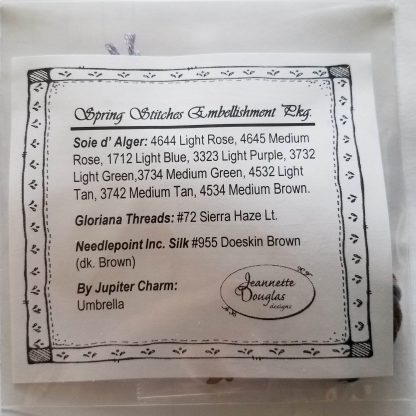 Spring Stitches Embellishment Pkg.
Soie d' Alger: 4644 Light Rose, 4645 Medium
Rose, 1712 Light Blue, 3323 Light Purple, 3732
Light Green,3734 Medium Green, 4532 Light
Tan, 3742 Medium Tan, 4534 Medium Brown.
Gloriana Threads: #72 Sierra Haze Lt.
Needlepoint Inc. Silk #955 Doeskin Brown
(dk. Brown)
By Jupiter Charm:
Umbrella
Jeannette
Douglas
designs